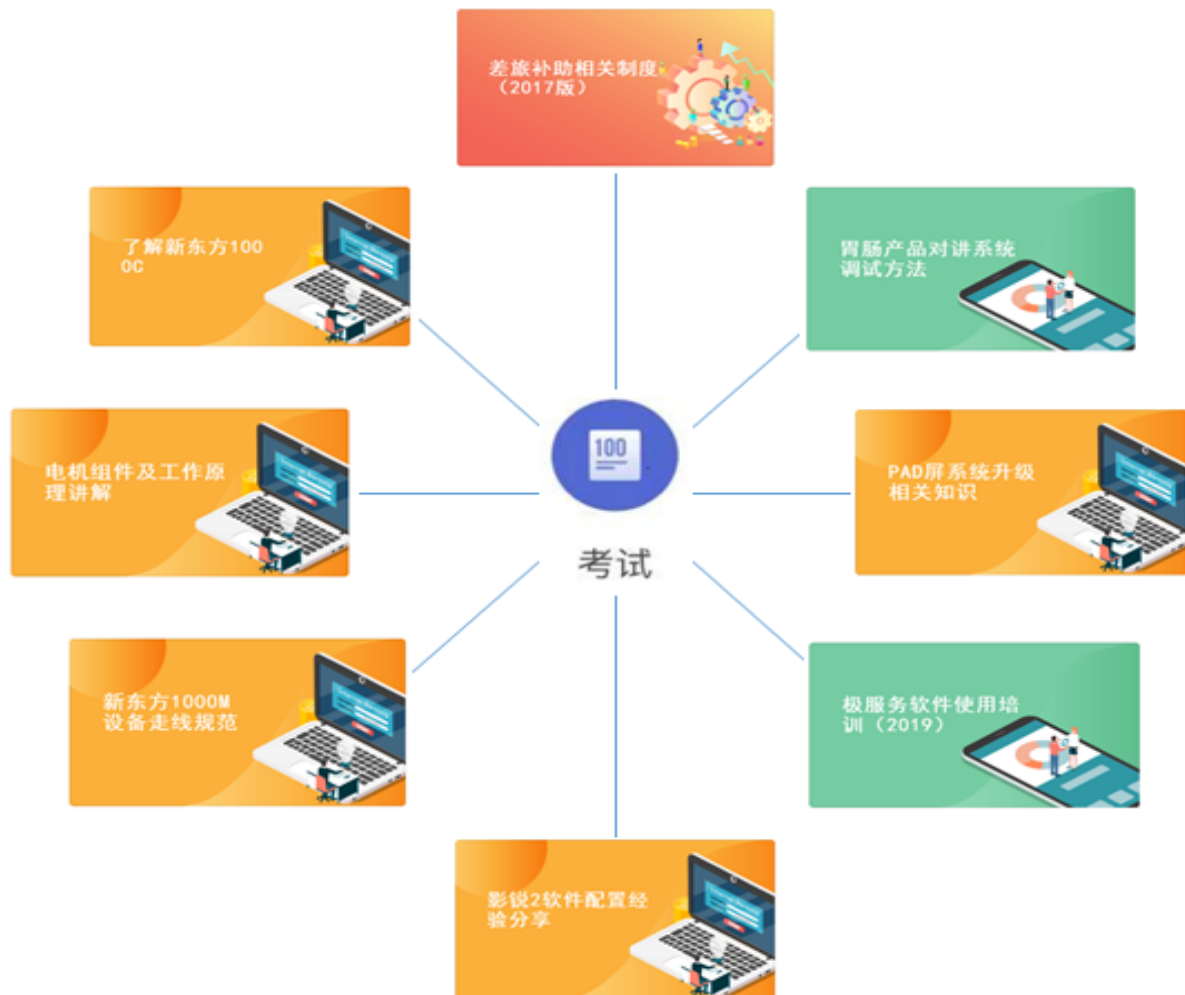 差旅补助相关制度
（2017版）
了解新东方100
0C
胃肠产品对讲系统
调试方法
电机组件及工作原
理讲解
100
PAD屏系统升级
相关知识
考试
新东方1000M
设备走线规范
极服务软件使用培
训（2019）
影锐2软件配置经
验分享